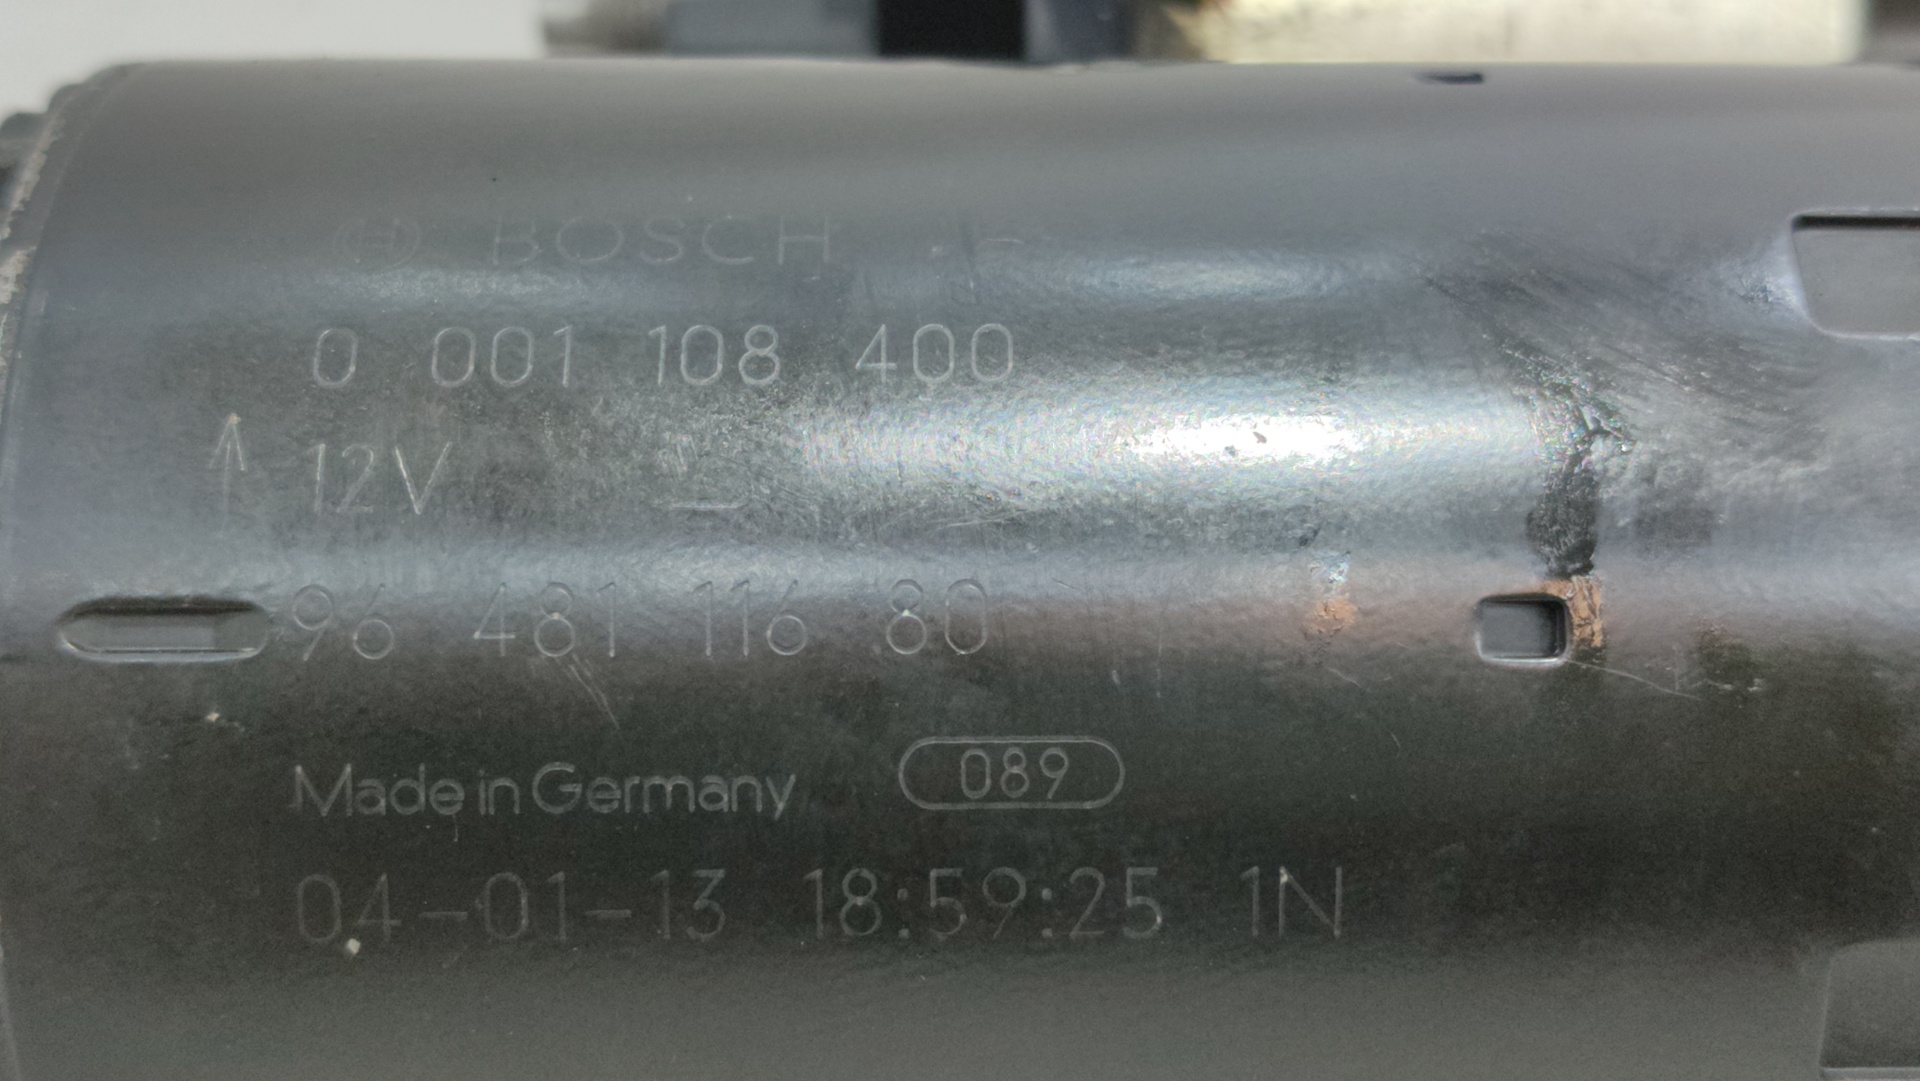 BOSCH
0 001 108 400
12V
96 481 116 80
Made in Germany 089
04-01-13 18:59:25 1N